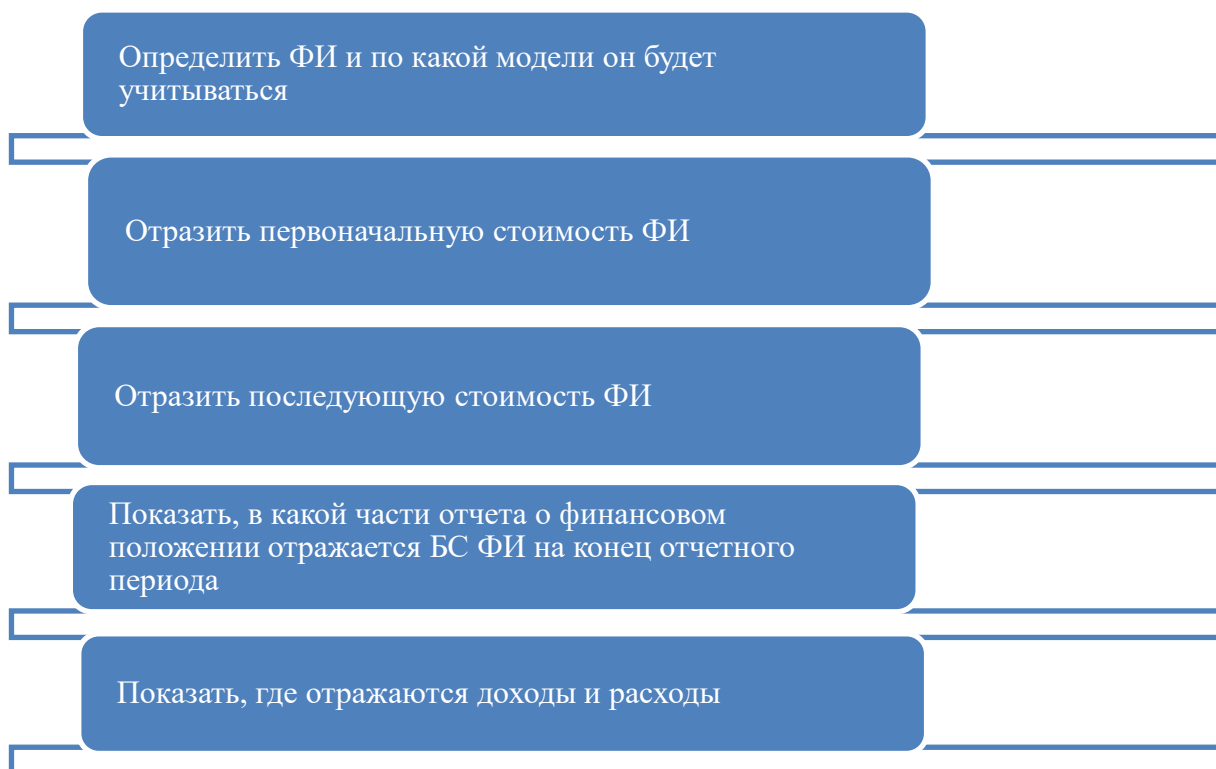 Определить ФИ и по какой модели он будет
учитываться
Отразить первоначальную стоимость ФИ
Отразить последующую стоимость ФИ
Показать, в какой части отчета о финансовом
положении отражается БС ФИ на конец отчетного
периода
Показать, где отражаются доходы и расходы